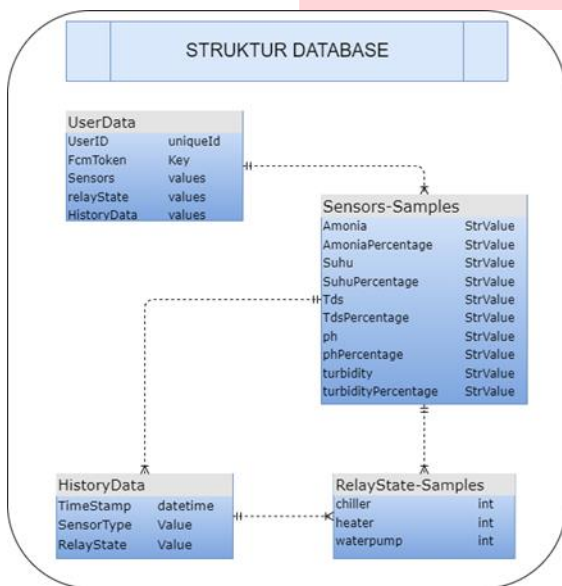 STRUKTUR DATABASE
UserData
UserID uniqueId
FcmToken Key
Sensors values
relayState values
HistoryData values
Sensors-Samples
Amonia StrValue
AmoniaPercentage StrValue
Suhu StrValue
SuhuPercentage StrValue
Tds StrValue
TdsPercentage StrValue
ph StrValue
phPercentage StrValue
turbidity StrValue
turbidityPercentage StrValue
HistoryData
TimeStamp datetime
SensorType Value
RelayState Value
RelayState-Samples
chiller int
heater int
waterpump int